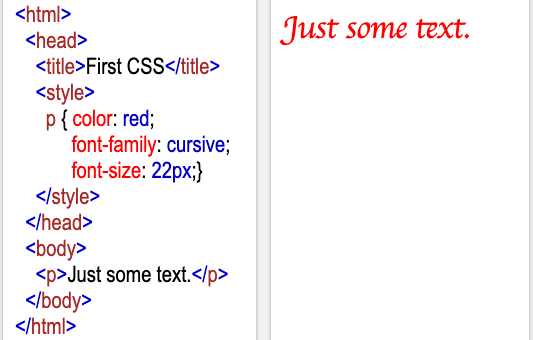 <html>
<head>
<title>First CSS</title>
<style>
p { color: red;
font-family: cursive;
font-size: 22px;}
</style>
</head>
<body>
<p>Just some text.</p>
</body>
</html>
Just some text.